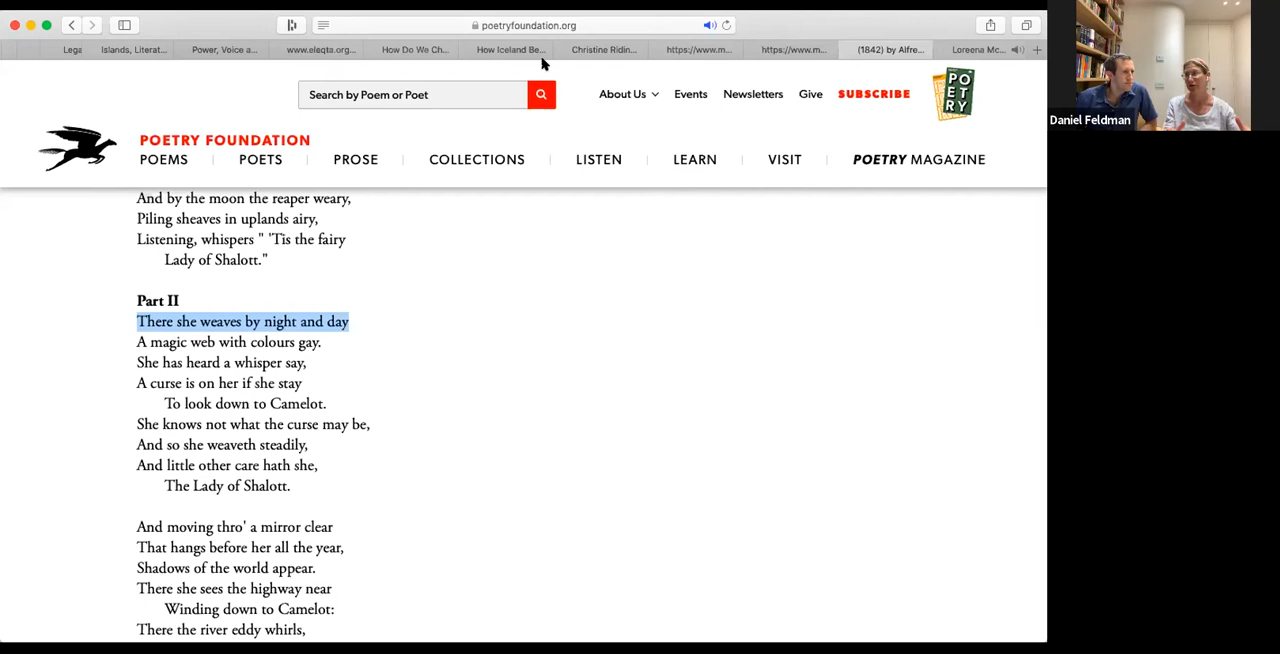 poetryfoundation.org
Lega
Islands, Literat...
Power, Voice a...
www.eleqta.org...
How Do We Ch...
How Iceland Be...
Christine Ridin...
https://www.m...
https://www.m...
(1842) by Alfre...
Loreena Mc...
Search by Poem or Poet
About Us
Events
Newsletters
Give
SUBSCRIBE
POETRY
POETRY FOUNDATION
POEMS
POETS
PROSE
COLLECTIONS
LISTEN
LEARN
VISIT
POETRY MAGAZINE
And by the moon the reaper weary,
Piling sheaves in uplands airy,
Listening, whispers " 'Tis the fairy
Lady of Shalott."
Part II
There she weaves by night and day
A magic web with colours gay.
She has heard a whisper say,
A curse is on her if she stay
To look down to Camelot.
She knows not what the curse may be,
And so she weaveth steadily,
And little other care hath she,
The Lady of Shalott.
And moving thro' a mirror clear
That hangs before her all the year,
Shadows of the world appear.
There she sees the highway near
Winding down to Camelot:
There the river eddy whirls,
Daniel Feldman